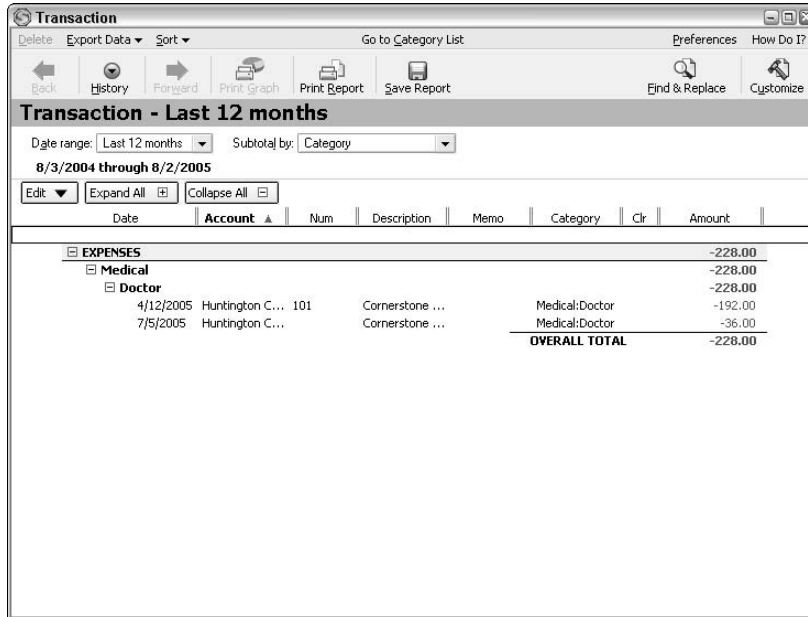 Transaction
Delete Export Data Sort Go to Category List Preferences How Do I?
Back History Forward Print Graph Print Report Save Report Find & Replace Customize
Transaction - Last 12 months
Date range: Last 12 months Subtotal by: Category
8/3/2004 through 8/2/2005
Edit Expand All Collapse All
Date Account Num Description Memo Category Clr Amount
EXPENSES -228.00
Medical -228.00
Doctor -228.00
4/12/2005 Huntington C... 101 Cornerstone ... Medical:Doctor -192.00
7/5/2005 Huntington C... Cornerstone ... Medical:Doctor -36.00
OVERALL TOTAL -228.00